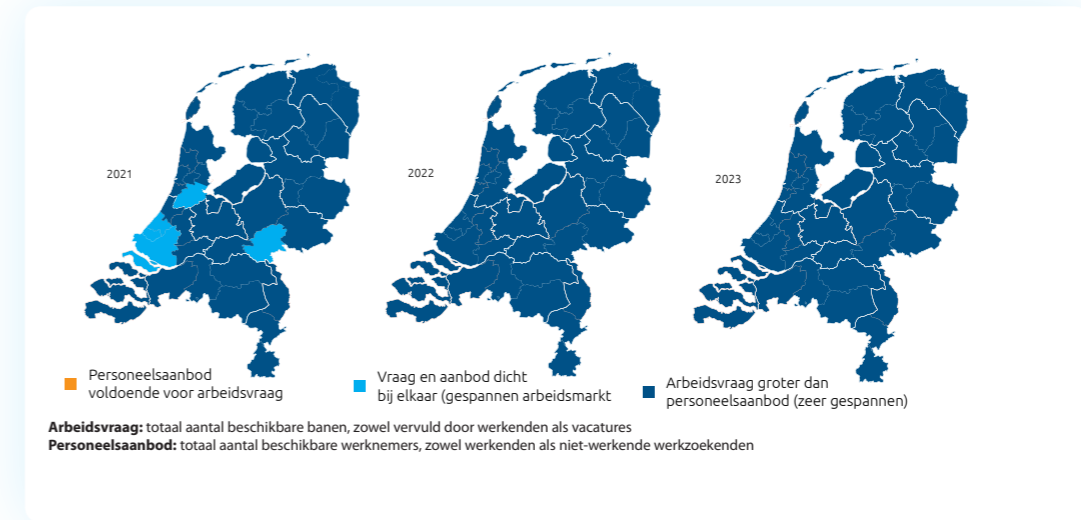 2021
2022
2023
Personeelsaanbod
voldoende voor arbeidsvraag
Vraag en aanbod dicht
bij elkaar (gespannen arbeidsmarkt
Arbeidsvraag groter dan
personeelsaanbod (zeer gespannen)
Arbeidsvraag: totaal aantal beschikbare banen, zowel vervuld door werkenden als vacatures
Personeelsaanbod: totaal aantal beschikbare werknemers, zowel werkenden als niet-werkende werkzoekenden